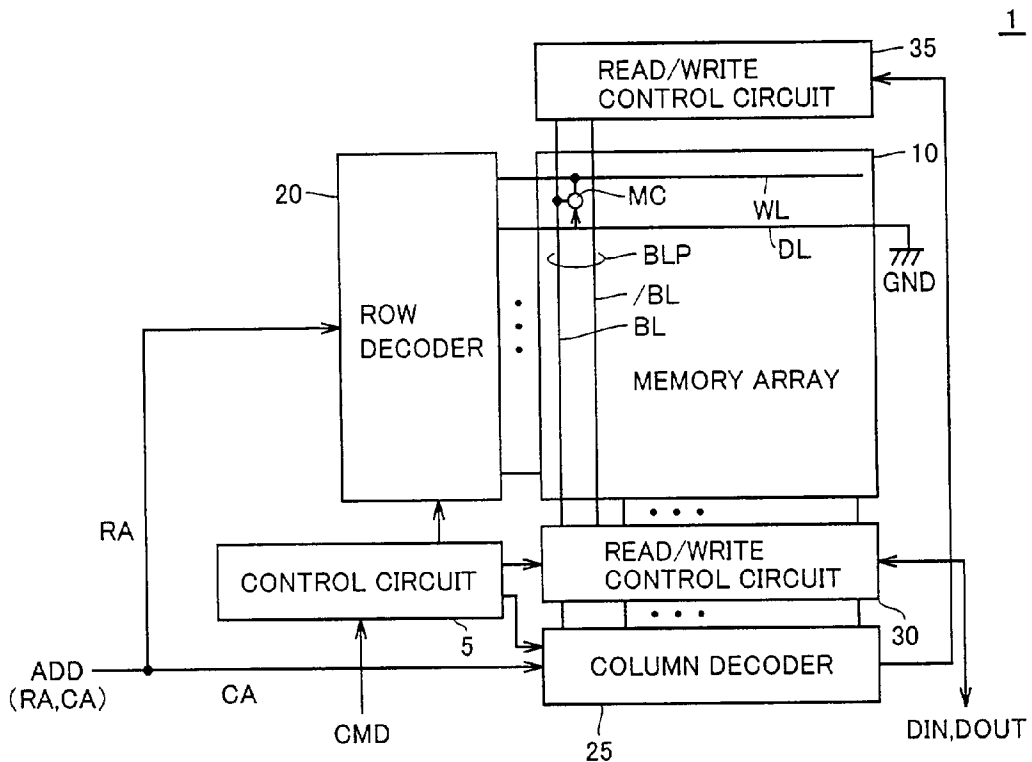 1
35
READ/WRITE
CONTROL CIRCUIT
10
20
MC
WL
DL
BLP
GND
/BL
BL
ROW
DECODER
MEMORY ARRAY
RA
READ/WRITE
CONTROL CIRCUIT
CONTROL CIRCUIT
30
5
ADD
(RA,CA)
CA
COLUMN DECODER
CMD
25
DIN,DOUT